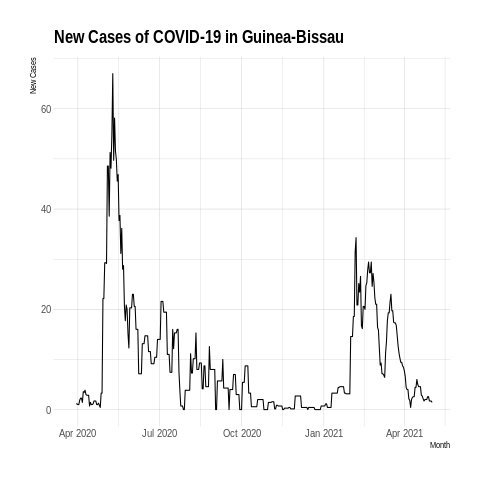 New Cases of COVID-19 in Guinea-Bissau
New Cases
60
40
20
0
Apr 2020 Jul 2020 Oct 2020 Jan 2021 Apr 2021
Month